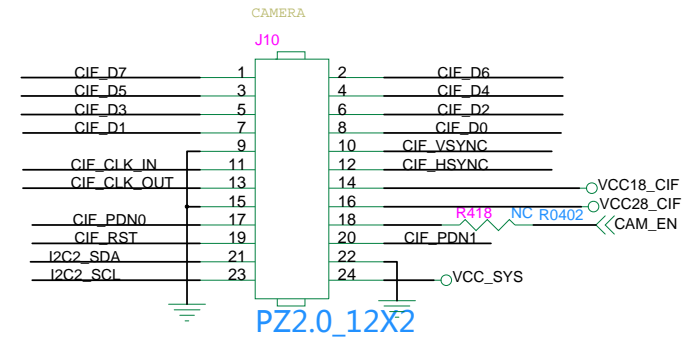 CAMERA
J10
CIF_D7 1 2 CIF_D6
CIF_D5 3 4 CIF_D4
CIF_D3 5 6 CIF_D2
CIF_D1 7 8 CIF_D0
9 10 CIF_VSYNC
CIF_CLK_IN 11 12 CIF_HSYNC
CIF_CLK_OUT 13 14 VCC18_CIF
15 16 VCC28_CIF
CIF_PDN0 17 18 R418 NC R0402 CAM_EN
CIF_RST 19 20 CIF_PDN1
I2C2_SDA 21 22
I2C2_SCL 23 24 VCC_SYS
PZ2.0_12X2